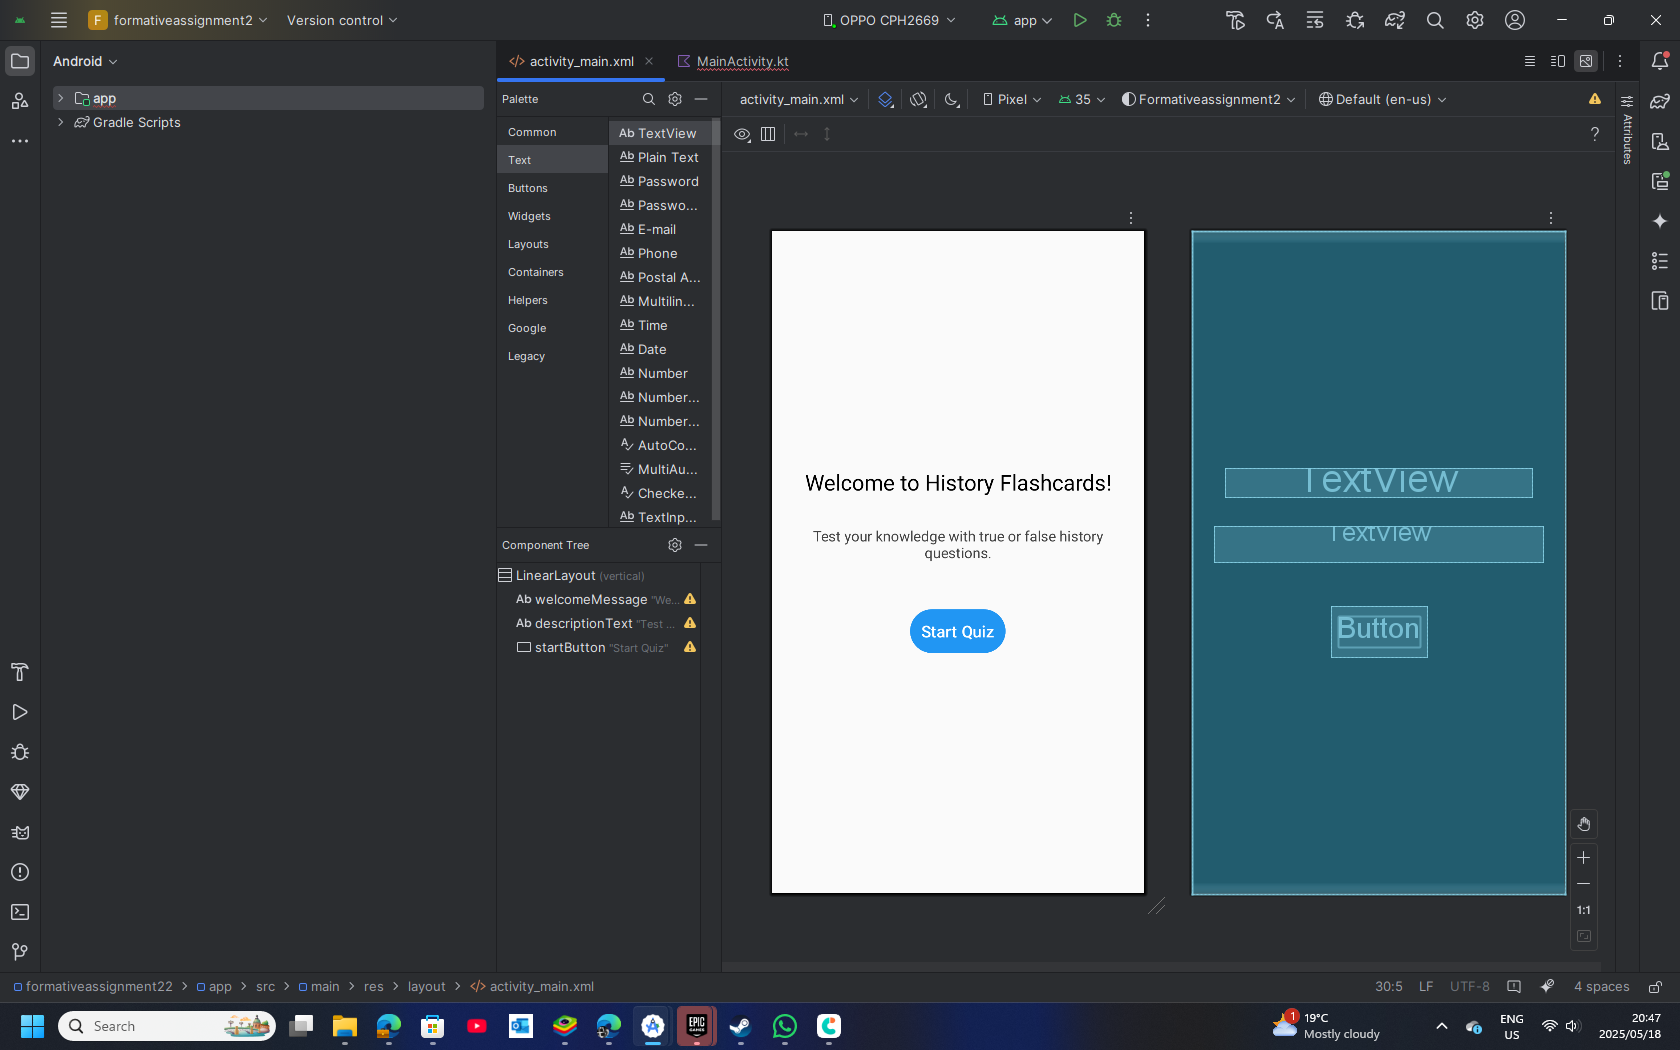 F formativeassignment2
Version control
OPPO CPH2669
app
Android
activity_main.xml
MainActivity.kt
app
Gradle Scripts
Palette
Common
Text
Buttons
Widgets
Layouts
Containers
Helpers
Google
Legacy
Ab TextView
Ab Plain Text
Ab Password
Ab Passwo...
Ab E-mail
Ab Phone
Ab Postal A...
Ab Multilin...
Ab Time
Ab Date
Ab Number
Ab Number...
Ab Number...
AutoCo...
MultiAu...
Checke...
Ab TextInp...
Component Tree
LinearLayout (vertical)
Ab welcomeMessage "We...
Ab descriptionText "Test ...
startButton "Start Quiz"
activity_main.xml
Pixel
35
Formativeassignment2
Default (en-us)
?
Attributes
Welcome to History Flashcards!
Test your knowledge with true or false history
questions.
Start Quiz
TextView
TextView
Button
1:1
formativeassignment22 > app > src > main > res > layout > activity_main.xml
30:5
LF
UTF-8
4 spaces
Search
EPIC
GAMES
1
19°C
Mostly cloudy
ENG
US
20:47
2025/05/18